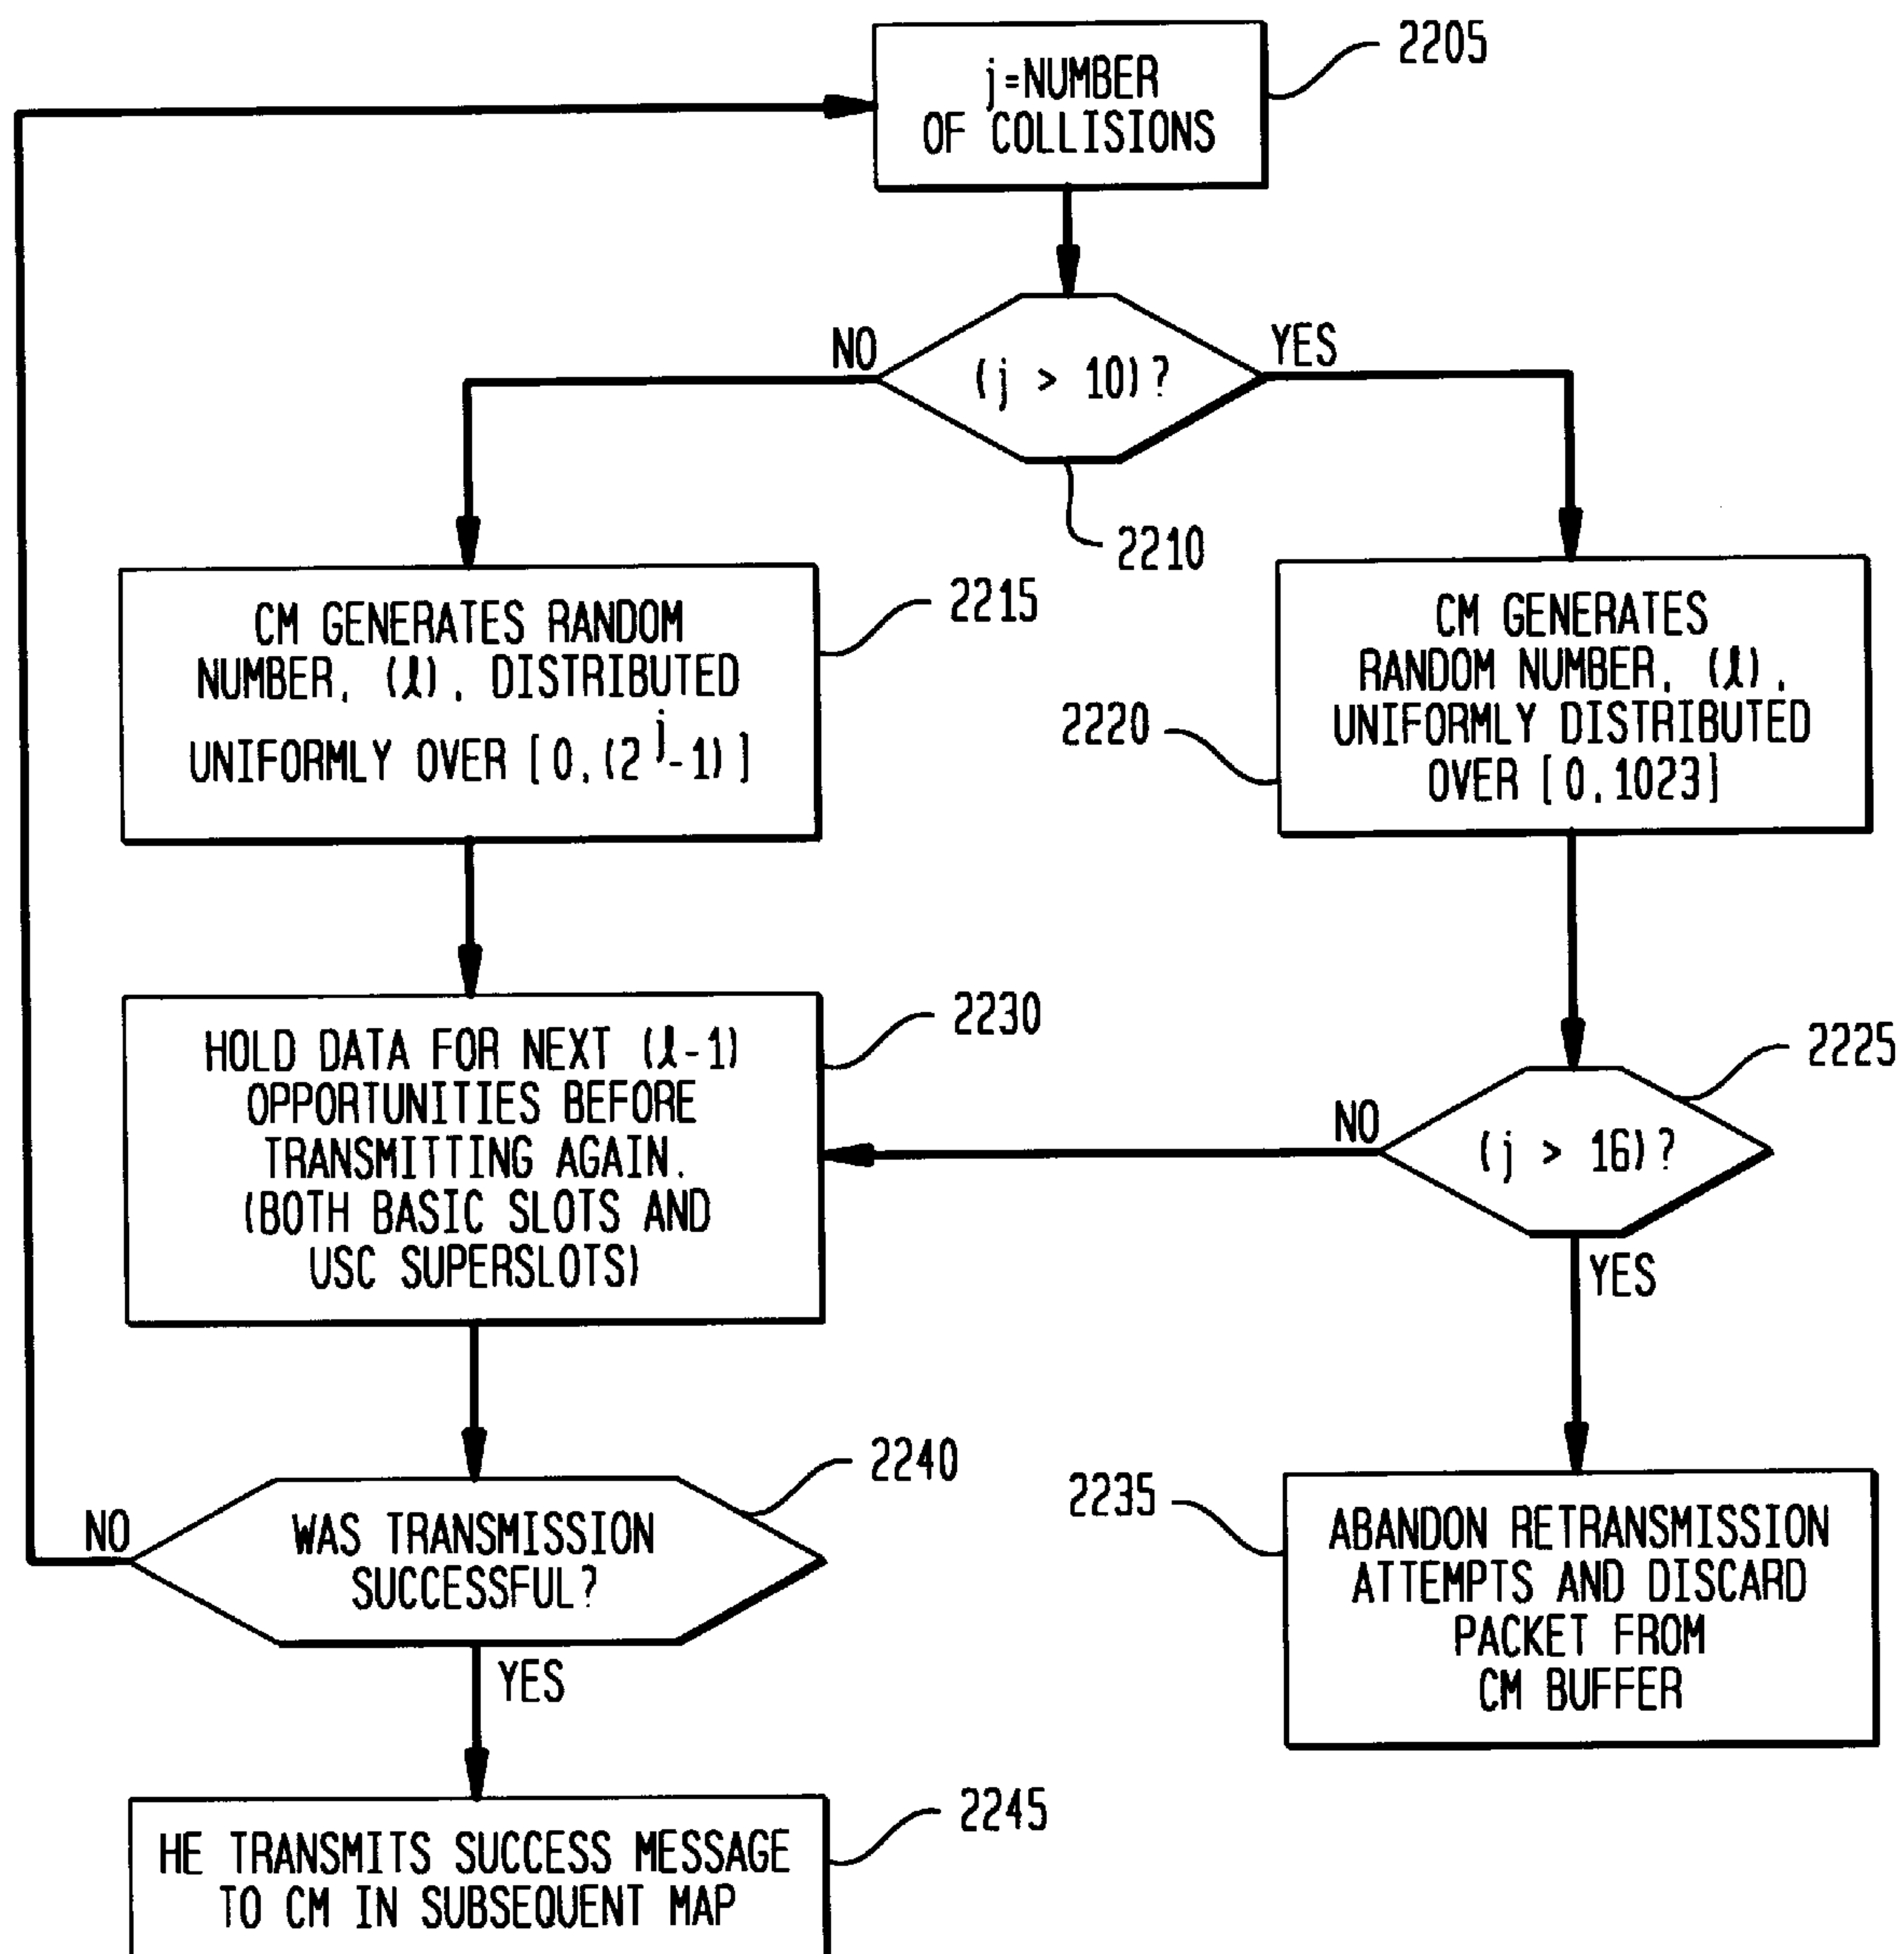 2205
j=NUMBER
OF COLLISIONS
NO
YES
(j > 10)?
2210
2215
CM GENERATES RANDOM
NUMBER, (ℓ), DISTRIBUTED
UNIFORMLY OVER [0,(2^j-1)]
CM GENERATES
RANDOM NUMBER, (ℓ),
UNIFORMLY DISTRIBUTED
OVER [0,1023]
2220
2230
HOLD DATA FOR NEXT (ℓ-1)
OPPORTUNITIES BEFORE
TRANSMITTING AGAIN.
(BOTH BASIC SLOTS AND
USC SUPERSLOTS)
2225
NO
(j > 16)?
YES
2240
NO
WAS TRANSMISSION
SUCCESSFUL?
YES
2235
ABANDON RETRANSMISSION
ATTEMPTS AND DISCARD
PACKET FROM
CM BUFFER
2245
HE TRANSMITS SUCCESS MESSAGE
TO CM IN SUBSEQUENT MAP